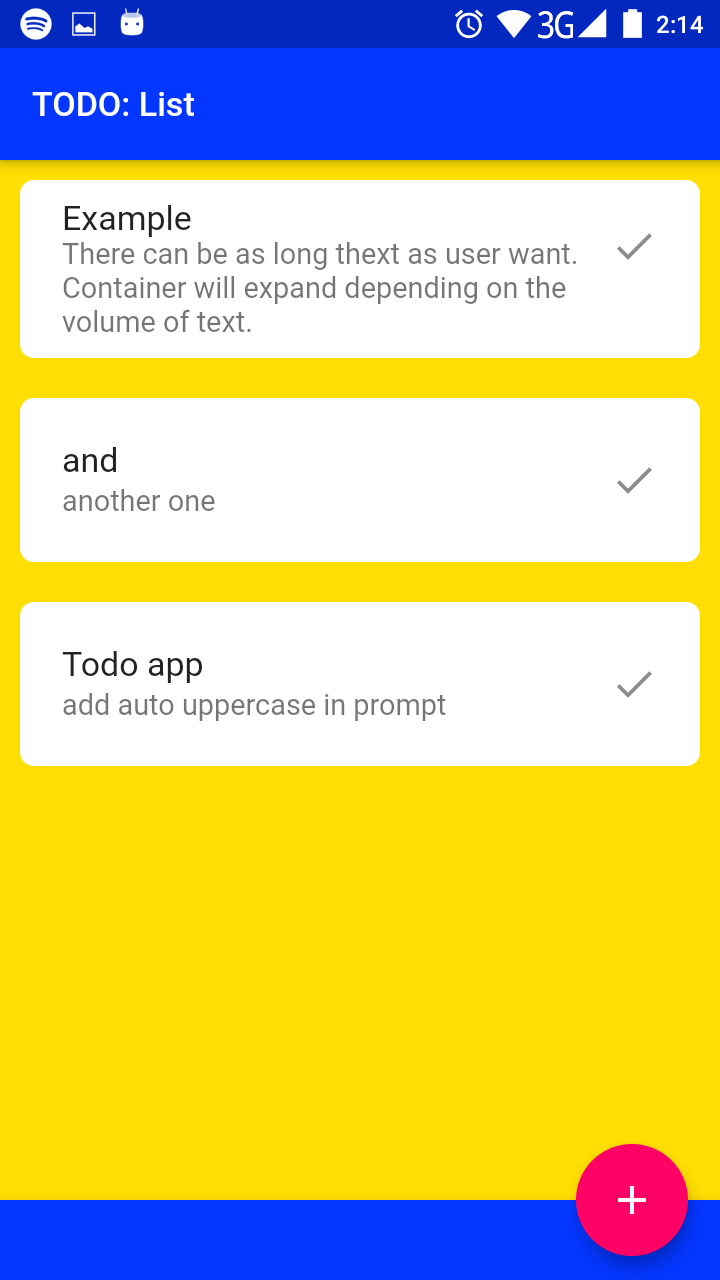 3G 2:14
TODO: List
Example
There can be as long thext as user want.
Container will expand depending on the
volume of text.
and
another one
Todo app
add auto uppercase in prompt